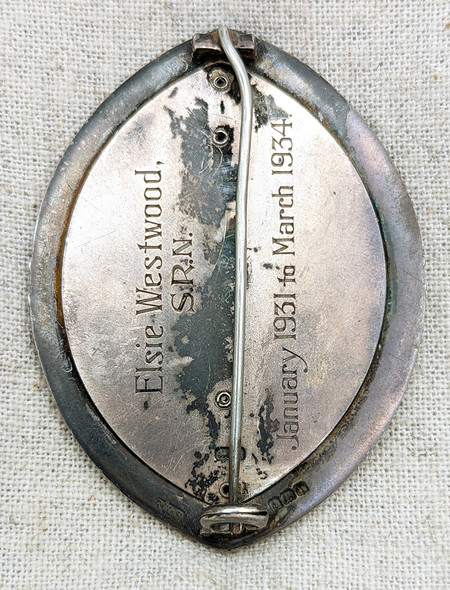 Elsie Westwood,
S.R.N.
January 1931 to March 1934.